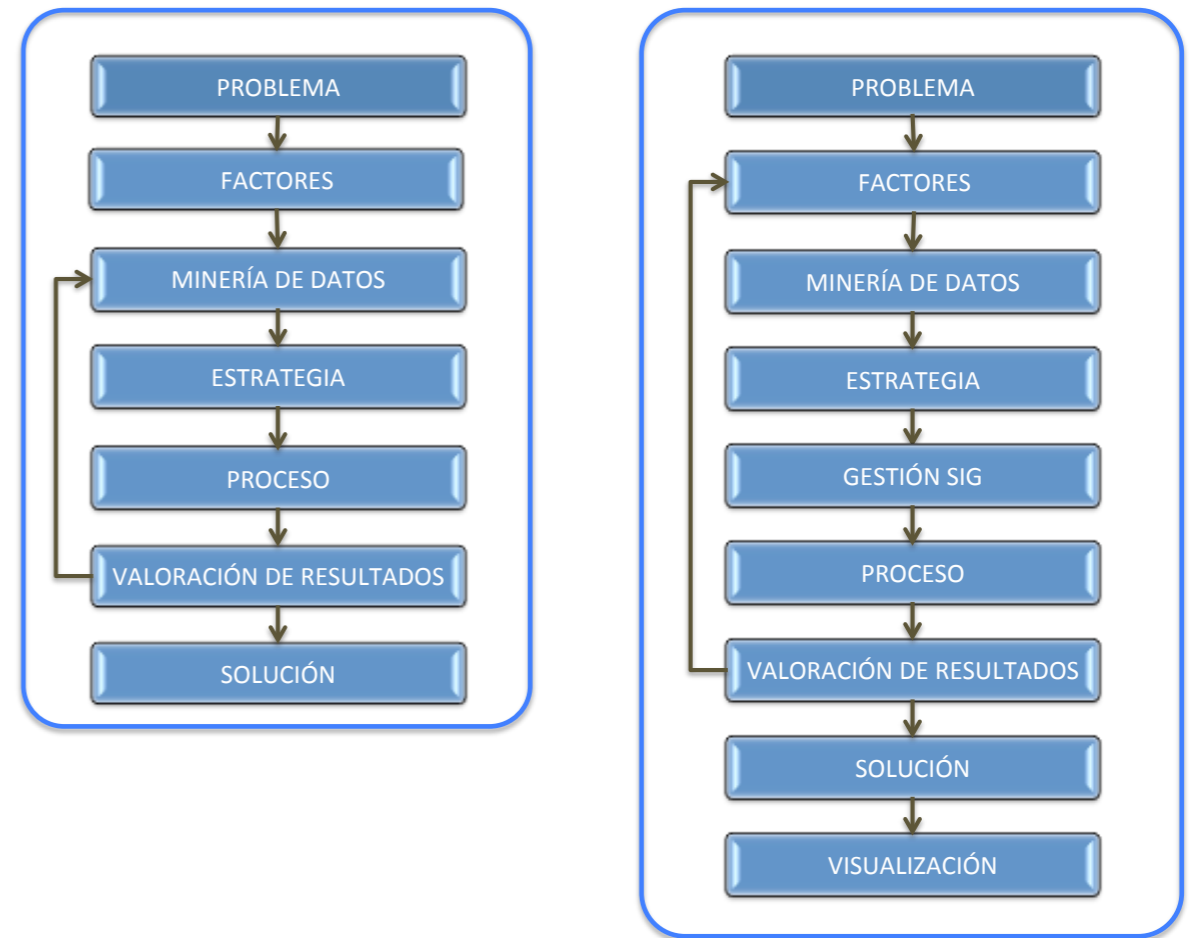 PROBLEMA
FACTORES
MINERÍA DE DATOS
ESTRATEGIA
PROCESO
VALORACIÓN DE RESULTADOS
SOLUCIÓN
PROBLEMA
FACTORES
MINERÍA DE DATOS
ESTRATEGIA
GESTIÓN SIG
PROCESO
VALORACIÓN DE RESULTADOS
SOLUCIÓN
VISUALIZACIÓN